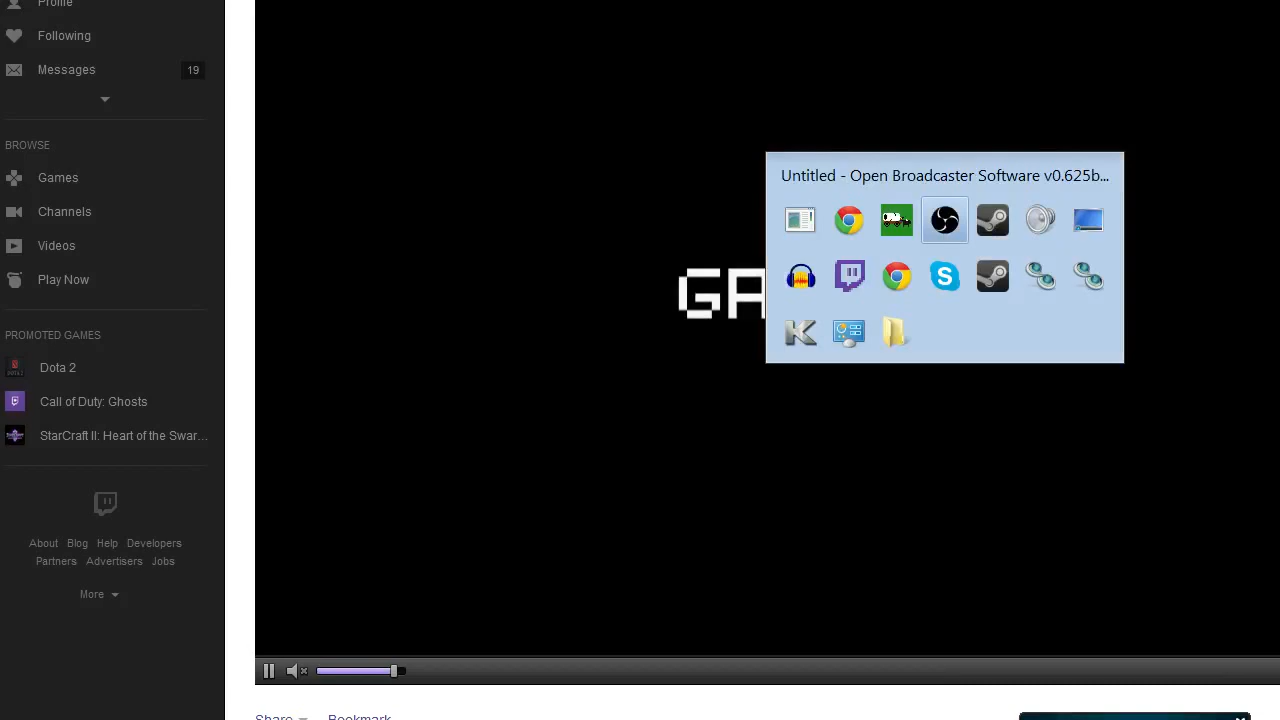 Profile
Following
Messages 19
BROWSE
Games
Channels
Videos
Play Now
PROMOTED GAMES
Dota 2
Call of Duty: Ghosts
StarCraft II: Heart of the Swar...
About Blog Help Developers
Partners Advertisers Jobs
More
Untitled - Open Broadcaster Software v0.625b...
GA
Share Bookmark